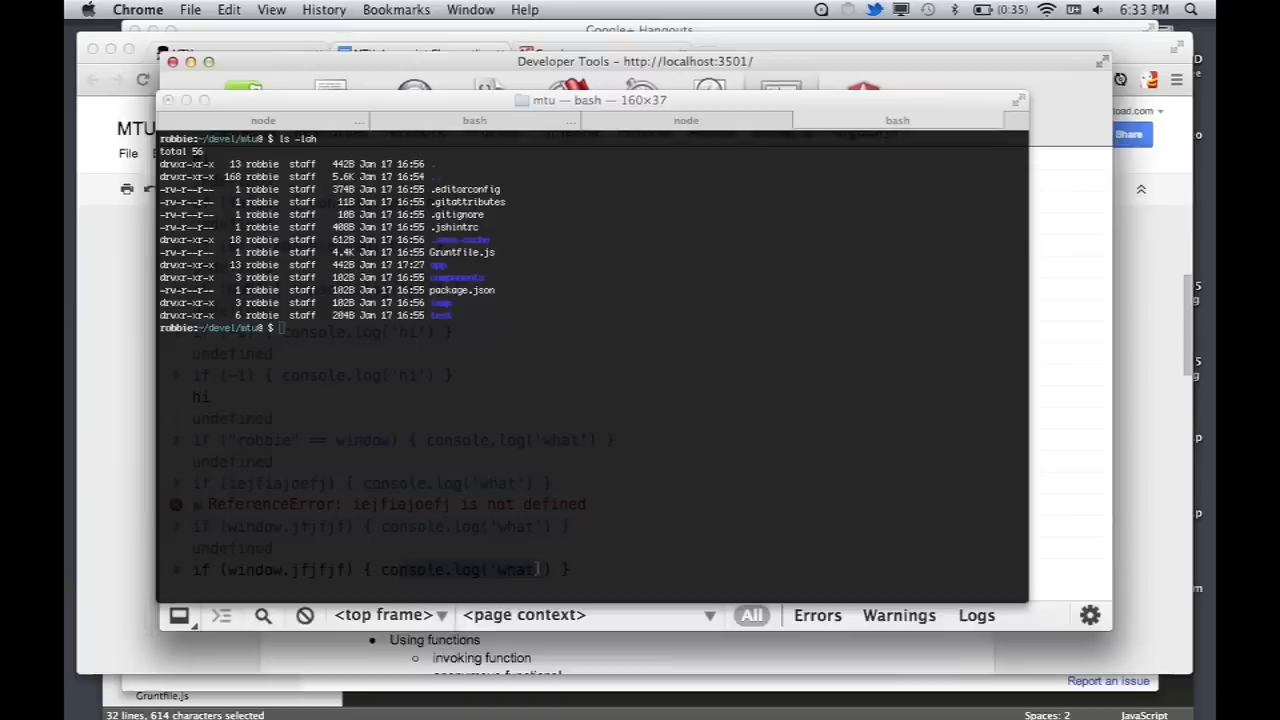 Chrome File Edit View History Bookmarks Window Help (0:35) 6:33 PM
Google+ Hangouts
Developer Tools - http://localhost:3501/
mtu — bash — 160×37
node ... bash ... node bash
MTU
Share
File
robbie:~/devel/mtu@ $ ls -lah
total 56
drwxr-xr-x 13 robbie staff 442B Jan 17 16:56 .
drwxr-xr-x 168 robbie staff 5.6K Jan 17 16:54 ..
-rw-r--r-- 1 robbie staff 374B Jan 17 16:55 .editorconfig
-rw-r--r-- 1 robbie staff 11B Jan 17 16:55 .gitattributes
-rw-r--r-- 1 robbie staff 10B Jan 17 16:55 .gitignore
-rw-r--r-- 1 robbie staff 408B Jan 17 16:55 .jshintrc
drwxr-xr-x 18 robbie staff 612B Jan 17 16:56
-rw-r--r-- 1 robbie staff 4.4K Jan 17 16:55 Gruntfile.js
drwxr-xr-x 13 robbie staff 442B Jan 17 17:27 app
drwxr-xr-x 3 robbie staff 102B Jan 17 16:55 components
-rw-r--r-- 1 robbie staff 102B Jan 17 16:55 package.json
drwxr-xr-x 3 robbie staff 102B Jan 17 16:56 temp
drwxr-xr-x 6 robbie staff 204B Jan 17 16:55 test
robbie:~/devel/mtu@ $
{ console.log('hi') }
undefined
if (-1) { console.log('hi') }
hi
undefined
if ("robbie" == window) { console.log('what') }
undefined
if (iejfiajoefj) { console.log('what') }
ReferenceError: iejfiajoefj is not defined
if (window.jfjfjf) { console.log('what') }
undefined
if (window.jfjfjf) { console.log('what') }
<top frame> <page context> All Errors Warnings Logs
Using functions
invoking function
Report an issue
Gruntfile.js
32 lines, 614 characters selected Spaces: 2 JavaScript